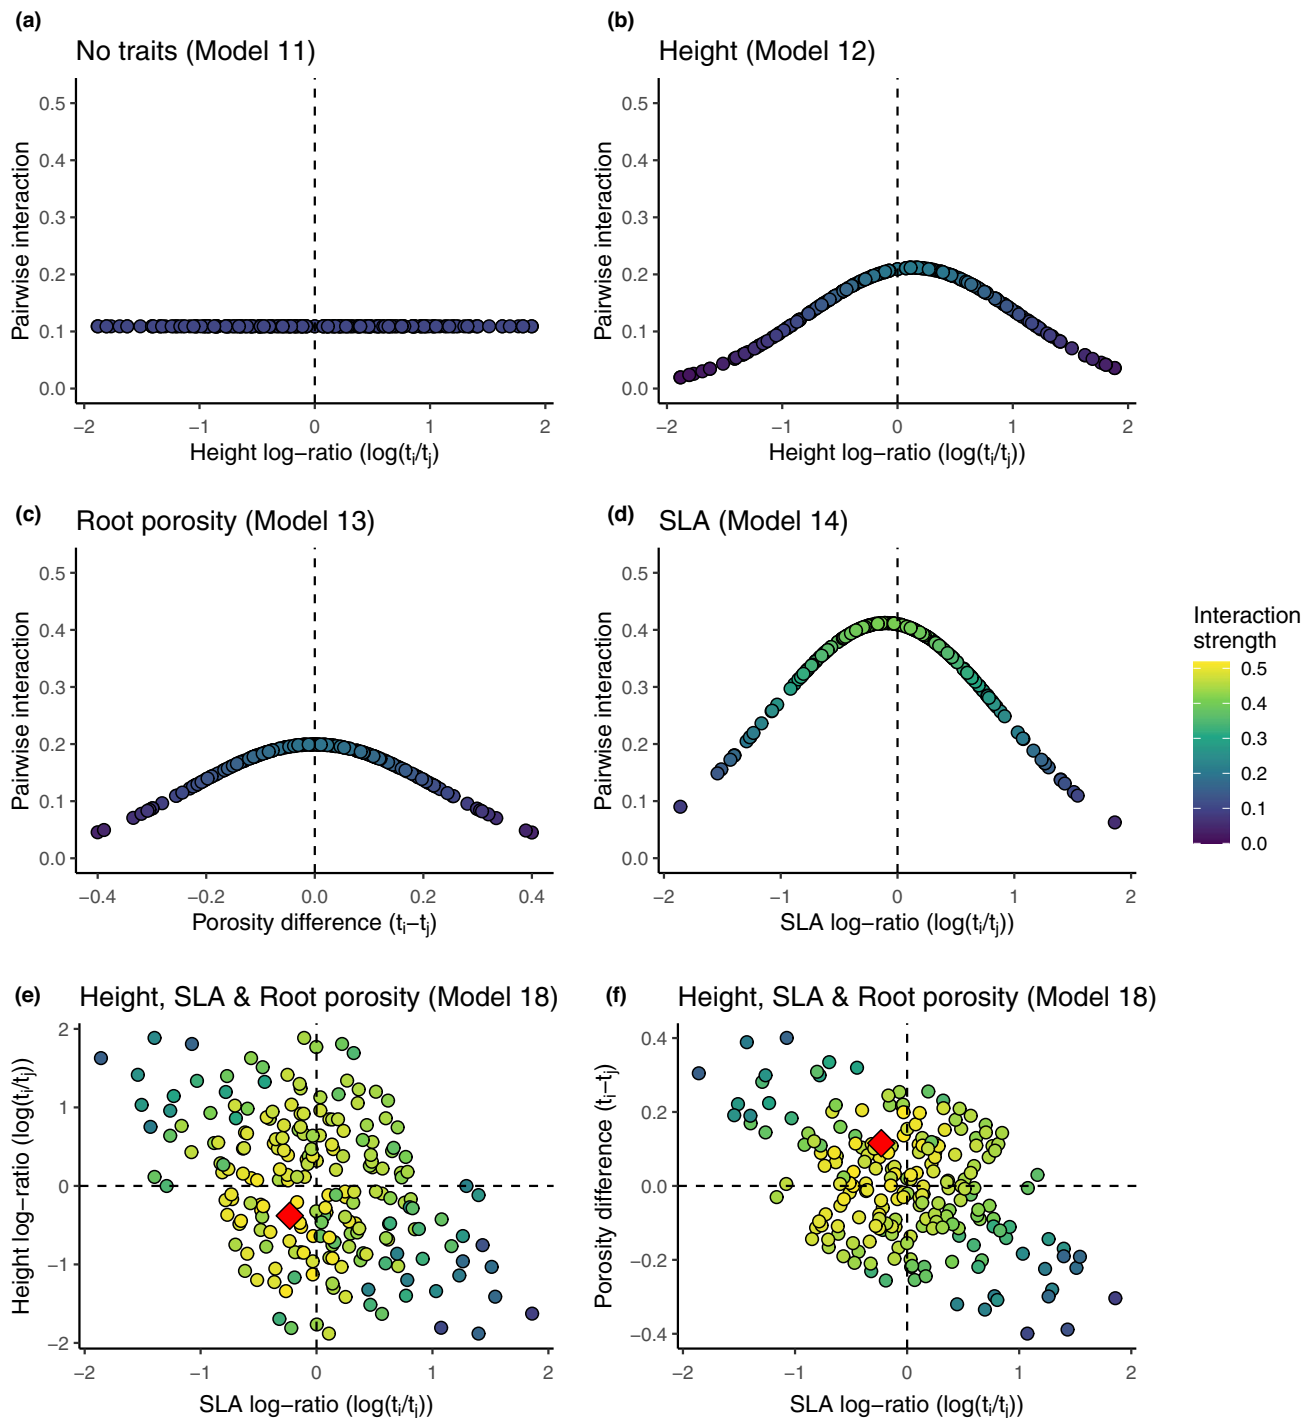 (a)
No traits (Model 11)
Pairwise interaction
0.5
0.4
0.3
0.2
0.1
0.0
−2 −1 0 1 2
Height log−ratio (log(ti/tj)
(b)
Height (Model 12)
Pairwise interaction
0.5
0.4
0.3
0.2
0.1
0.0
−2 −1 0 1 2
Height log−ratio (log(ti/tj))
(c)
Root porosity (Model 13)
Pairwise interaction
0.5
0.4
0.3
0.2
0.1
0.0
−0.4 −0.2 0.0 0.2 0.4
Porosity difference (ti−tj)
(d)
SLA (Model 14)
Pairwise interaction
0.5
0.4
0.3
0.2
0.1
0.0
−2 −1 0 1 2
SLA log−ratio (log(ti/tj))
Interaction
strength
0.5
0.4
0.3
0.2
0.1
0.0
(e)
Height, SLA & Root porosity (Model 18)
Height log−ratio (log(ti/tj))
2
1
0
−1
−2
−2 −1 0 1 2
SLA log−ratio (log(ti/tj))
(f)
Height, SLA & Root porosity (Model 18)
Porosity difference (ti−tj)
0.4
0.2
0.0
−0.2
−0.4
−2 −1 0 1 2
SLA log−ratio (log(ti/tj))